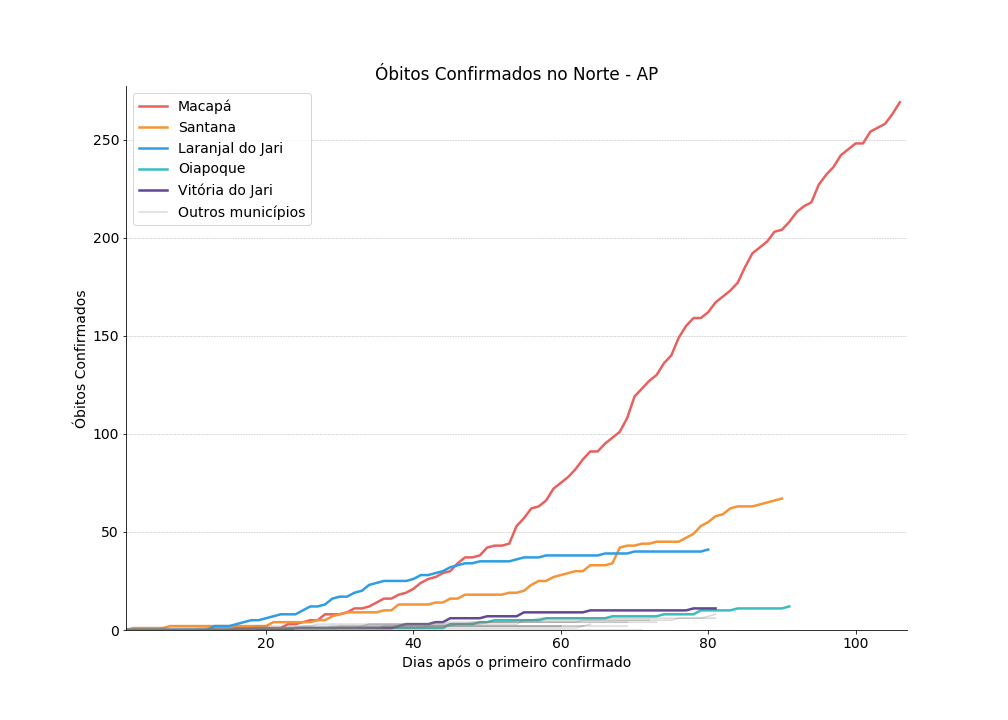 Óbitos Confirmados no Norte - AP
Macapá
Santana
Laranjal do Jari
Oiapoque
Vitória do Jari
Outros municípios
Óbitos Confirmados
250
200
150
100
50
0
20
40
60
80
100
Dias após o primeiro confirmado